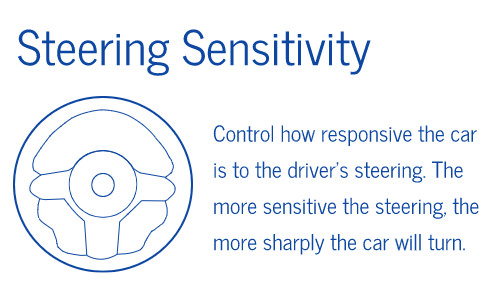 Steering Sensitivity
Control how responsive the car
is to the driver's steering. The
more sensitive the steering, the
more sharply the car will turn.